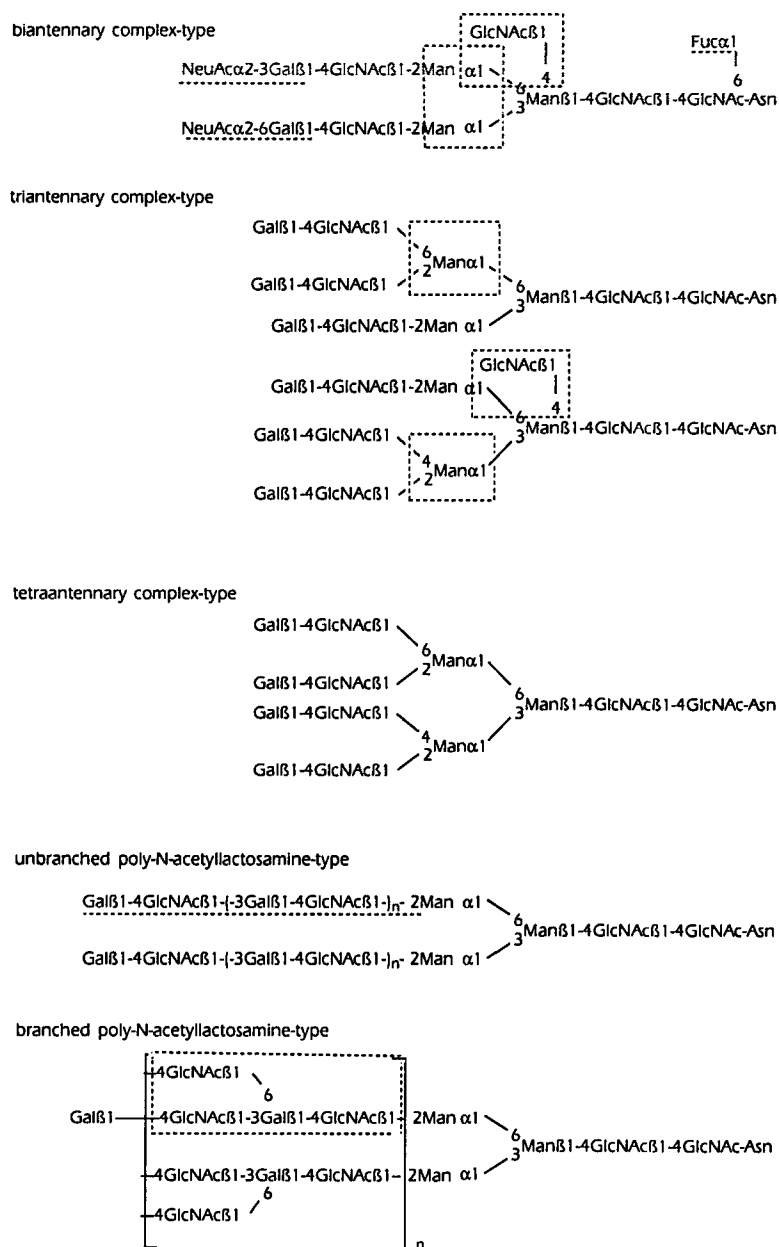 biantennary complex-type
GlcNAcß1
Fucα1
NeuAcα2-3Galß1-4GlcNAcß1-2Man α1
4
6
6
3
Manß1-4GlcNAcß1-4GlcNAc-Asn
NeuAcα2-6Galß1-4GlcNAcß1-2Man α1
triantennary complex-type
Galß1-4GlcNAcß1
6
2
Manα1
Galß1-4GlcNAcß1
6
3
Manß1-4GlcNAcß1-4GlcNAc-Asn
Galß1-4GlcNAcß1-2Man α1
GlcNAcß1
Galß1-4GlcNAcß1-2Man α1
4
6
3
Manß1-4GlcNAcß1-4GlcNAc-Asn
Galß1-4GlcNAcß1
4
2
Manα1
Galß1-4GlcNAcß1
tetraantennary complex-type
Galß1-4GlcNAcß1
6
2
Manα1
Galß1-4GlcNAcß1
6
3
Manß1-4GlcNAcß1-4GlcNAc-Asn
Galß1-4GlcNAcß1
4
2
Manα1
Galß1-4GlcNAcß1
unbranched poly-N-acetyllactosamine-type
Galß1-4GlcNAcß1-(-3Galß1-4GlcNAcß1-)n- 2Man α1
6
3
Manß1-4GlcNAcß1-4GlcNAc-Asn
Galß1-4GlcNAcß1-(-3Galß1-4GlcNAcß1-)n- 2Man α1
branched poly-N-acetyllactosamine-type
4GlcNAcß1
6
Galß1 4GlcNAcß1-3Galß1-4GlcNAcß1- 2Man α1
6
3
Manß1-4GlcNAcß1-4GlcNAc-Asn
4GlcNAcß1-3Galß1-4GlcNAcß1- 2Man α1
6
4GlcNAcß1
n